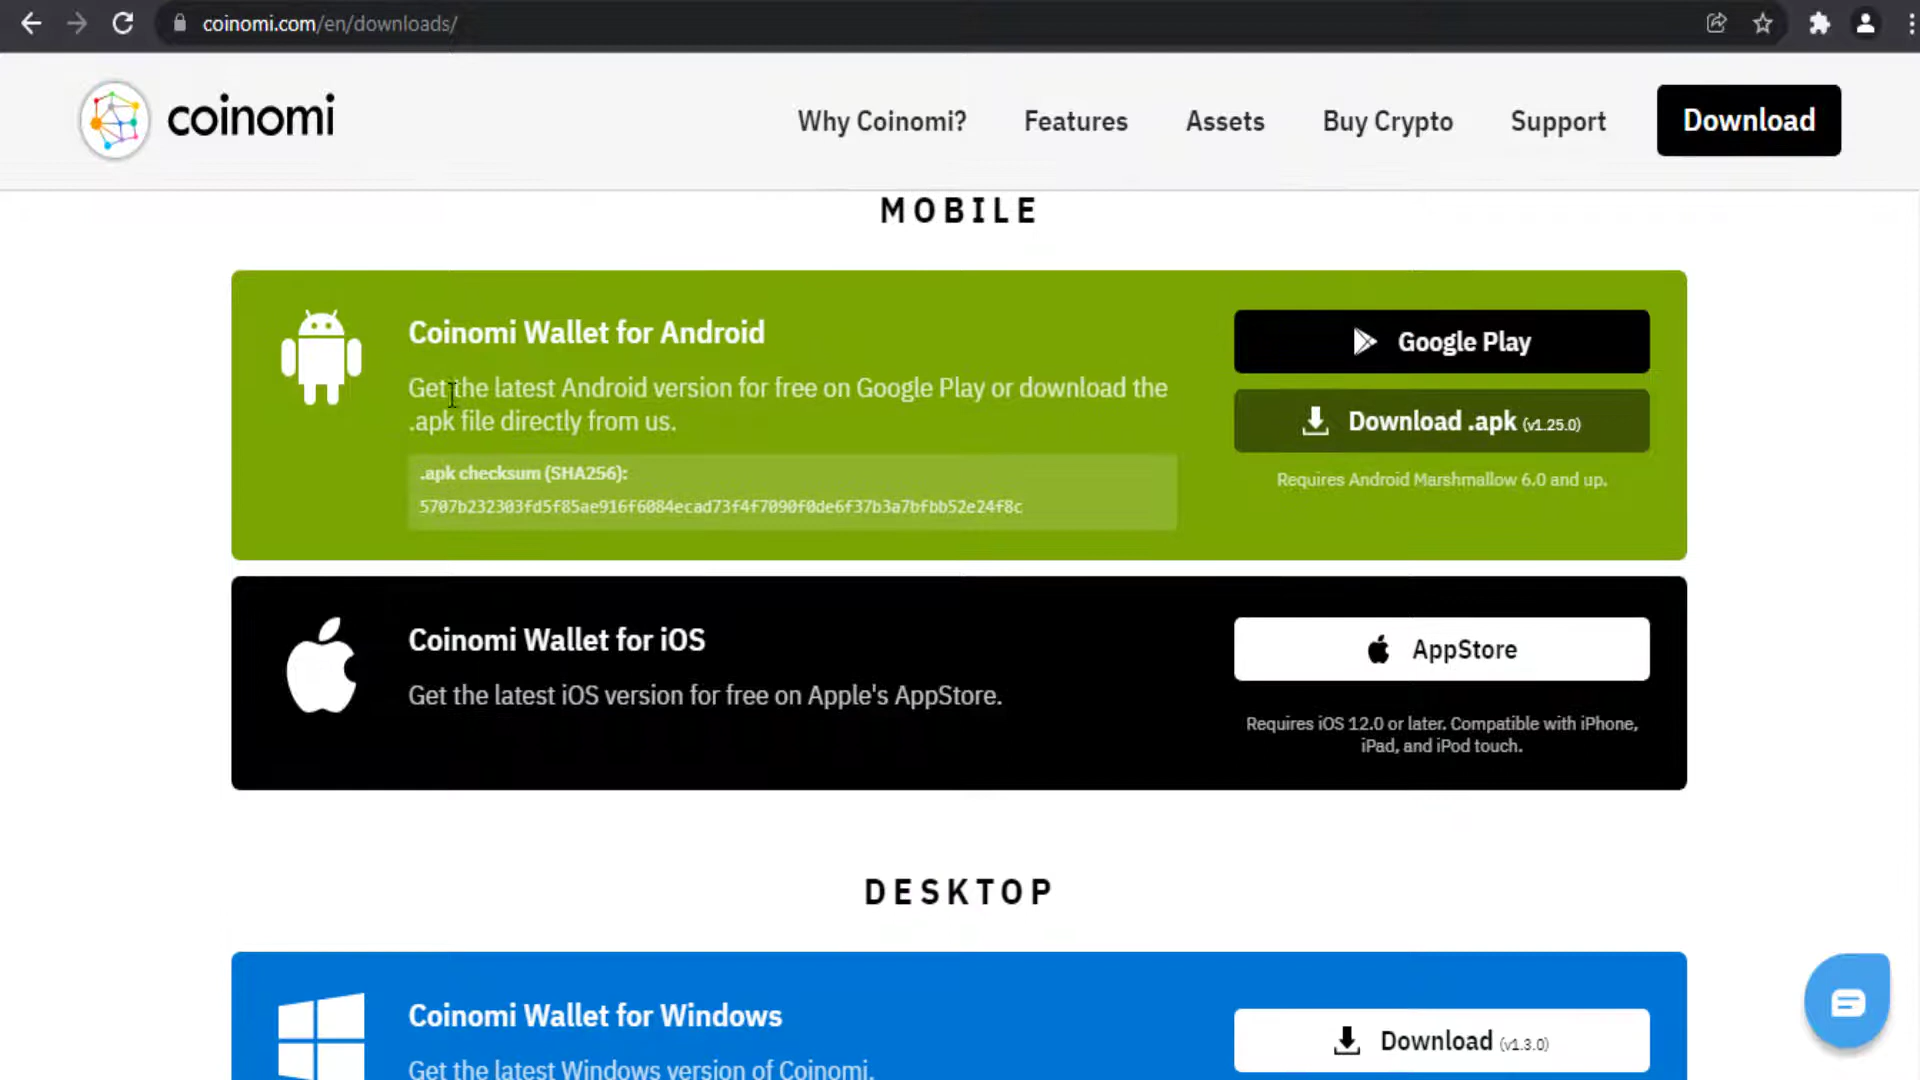 coinomi.com/en/downloads/
coinomi
Why Coinomi?
Features
Assets
Buy Crypto
Support
Download
MOBILE
Coinomi Wallet for Android
Get the latest Android version for free on Google Play or download the
.apk file directly from us.
.apk checksum (SHA256):
5707b232303fd5f85ae916f6084ecad73f4f7090f0de6f37b3a7bfbb52e24f8c
Google Play
Download .apk (v1.25.0)
Requires Android Marshmallow 6.0 and up.
Coinomi Wallet for iOS
Get the latest iOS version for free on Apple's AppStore.
AppStore
Requires iOS 12.0 or later. Compatible with iPhone,
iPad, and iPod touch.
DESKTOP
Coinomi Wallet for Windows
Get the latest Windows version of Coinomi.
Download (v1.3.0)